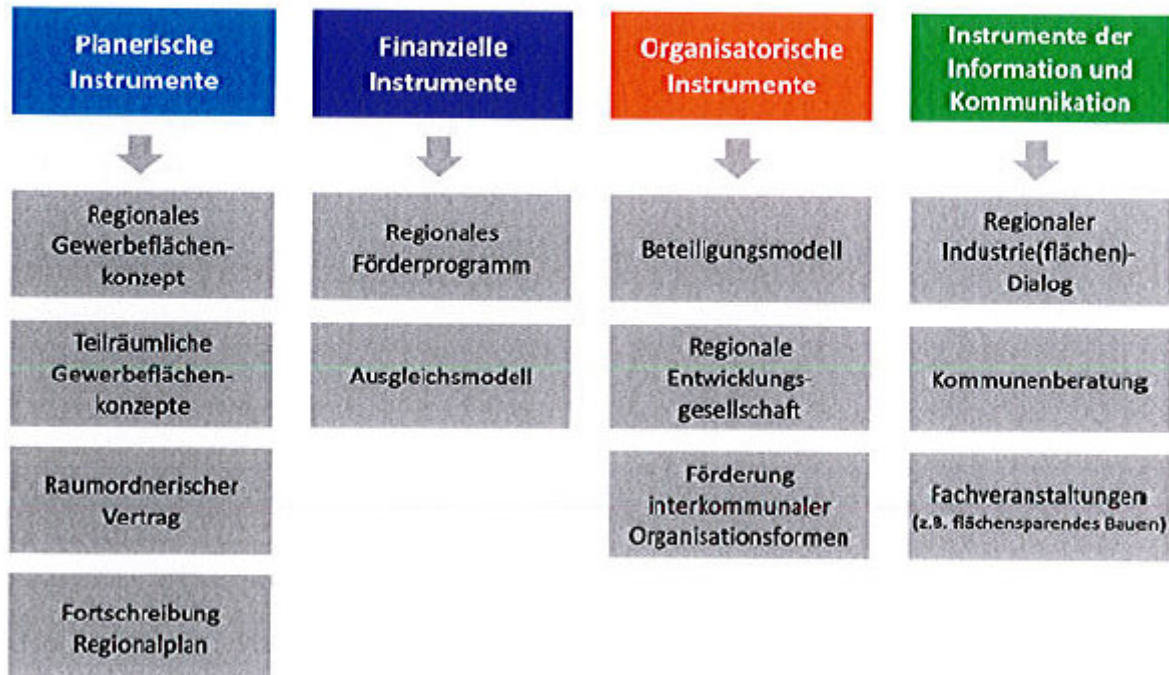 Planerische
Instrumente
Regionales
Gewerbeflächen-
konzept
Teilräumliche
Gewerbeflächen-
konzepte
Raumordnerischer
Vertrag
Fortschreibung
Regionalplan
Finanzielle
Instrumente
Regionales
Förderprogramm
Ausgleichsmodell
Organisatorische
Instrumente
Beteiligungsmodell
Regionale
Entwicklungs-
gesellschaft
Förderung
interkommunaler
Organisationsformen
Instrumente der
Information und
Kommunikation
Regionaler
Industrie(flächen)-
Dialog
Kommunenberatung
Fachveranstaltungen
(z.B. flächensparendes Bauen)